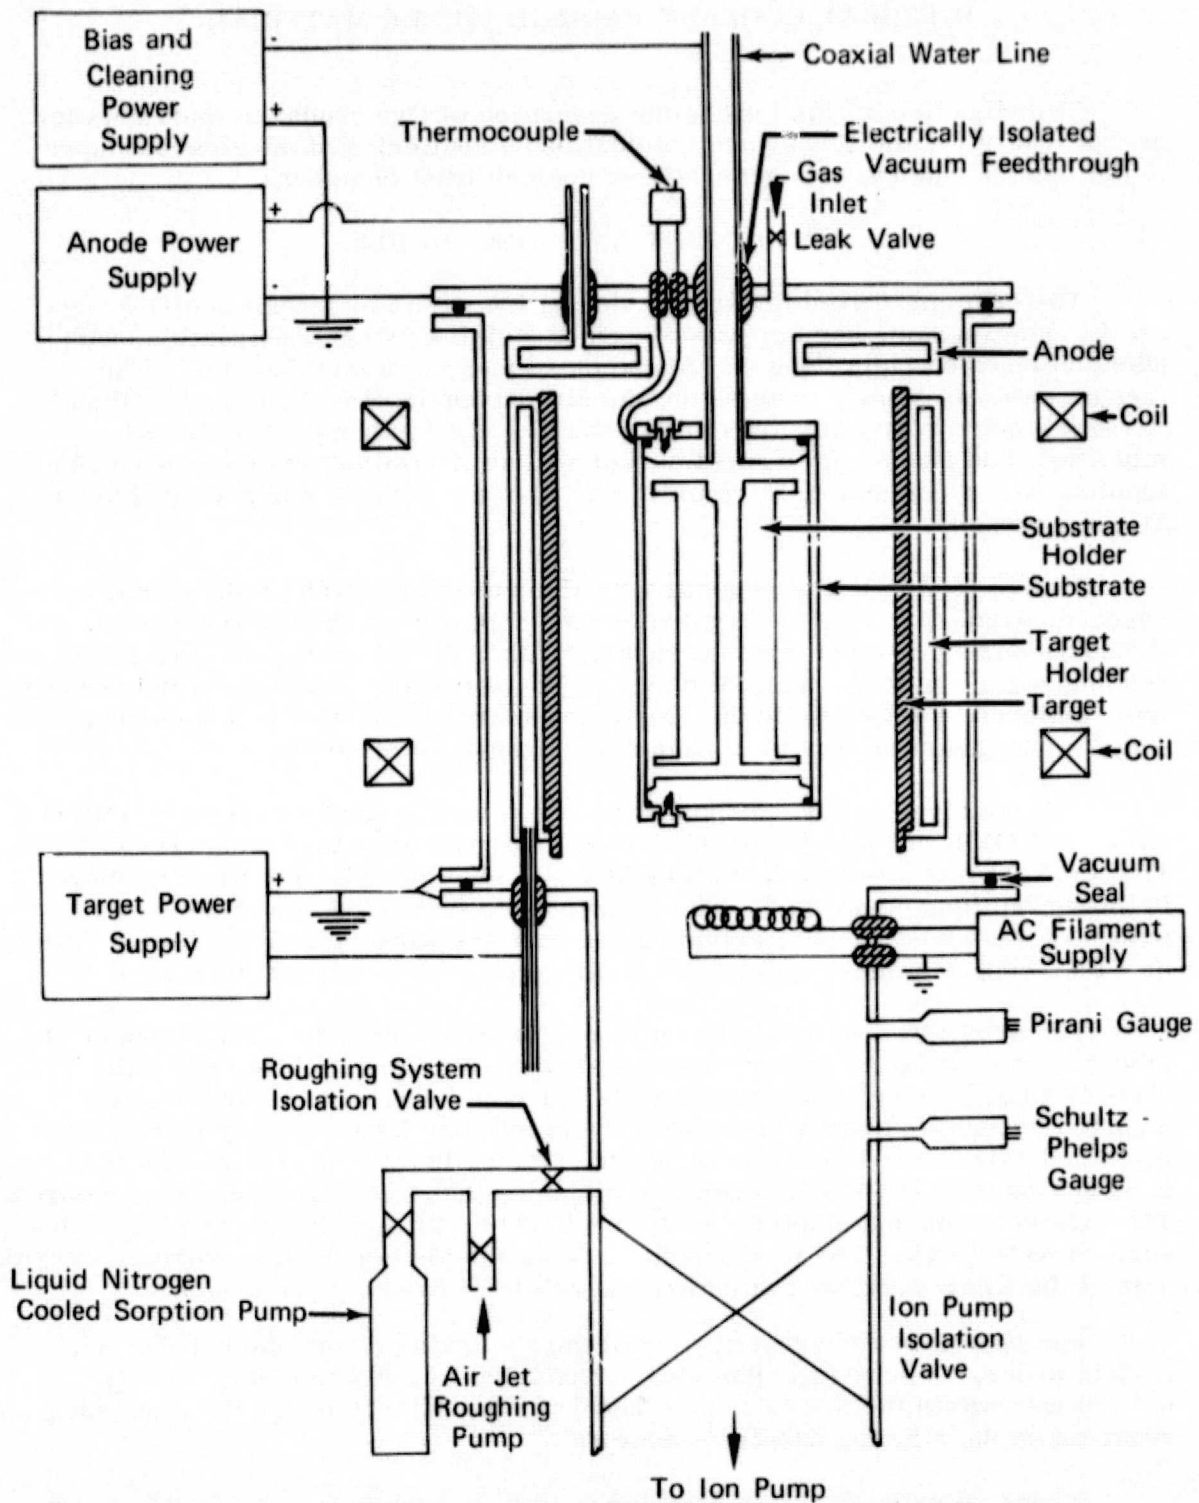 Bias and
Cleaning
Power
Supply
-
+
Coaxial Water Line
Thermocouple
Electrically Isolated
Vacuum Feedthrough
Gas
Inlet
Leak Valve
Anode Power
Supply
+
-
Anode
Coil
Substrate
Holder
Substrate
Target
Holder
Target
Coil
Target Power
Supply
+
-
Vacuum
Seal
AC Filament
Supply
Pirani Gauge
Roughing System
Isolation Valve
Schultz
Phelps
Gauge
Liquid Nitrogen
Cooled Sorption Pump
Air Jet
Roughing
Pump
Ion Pump
Isolation
Valve
To Ion Pump